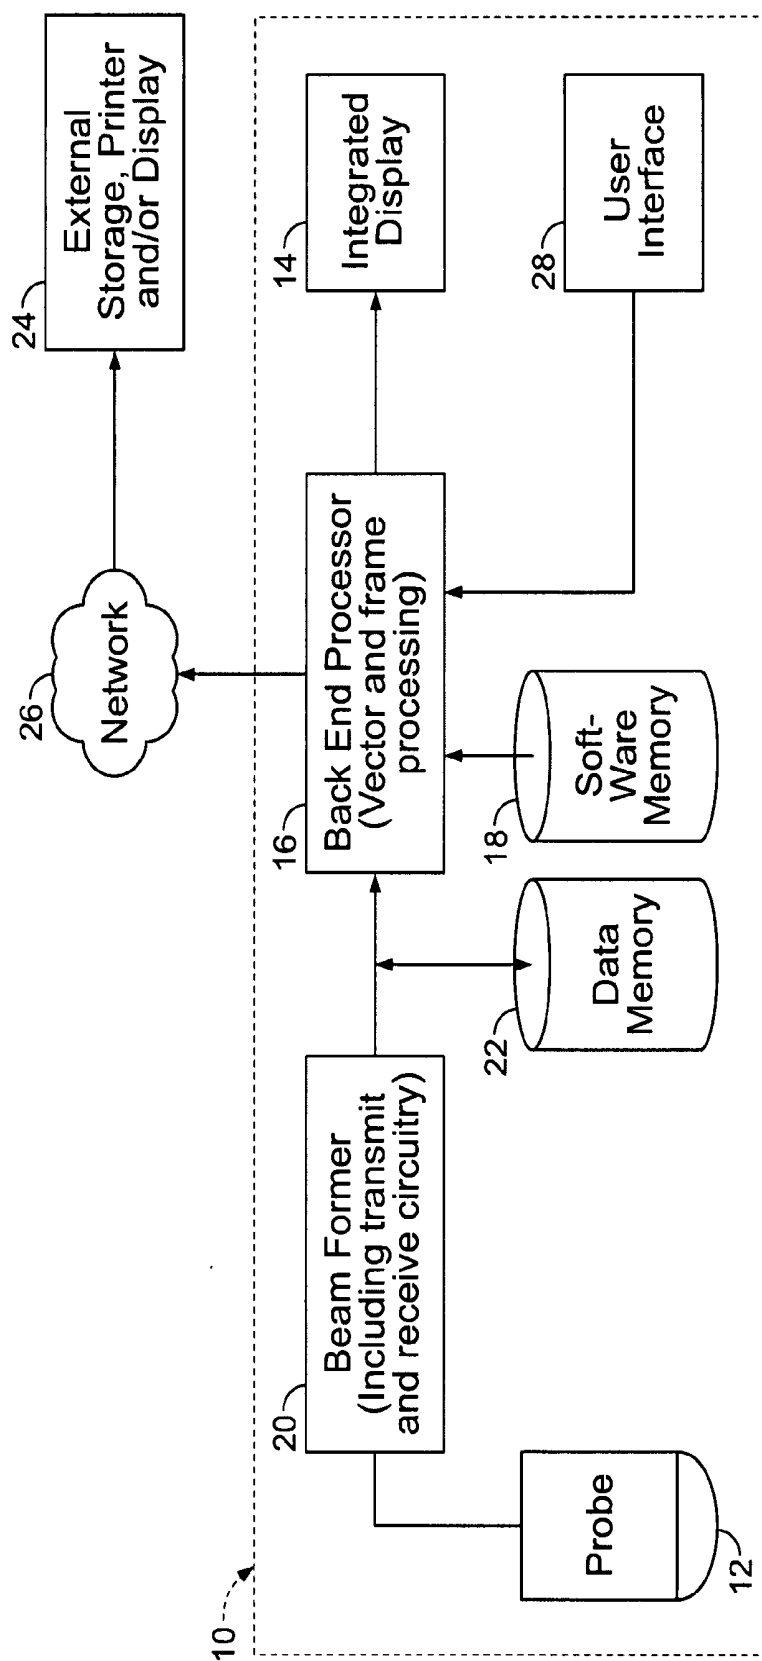 External
Storage, Printer
and/or Display
24
26
Network
10
Integrated
Display
14
Back End Processor
(Vector and frame
processing)
16
Beam Former
(Including transmit
and receive circuitry)
20
User
Interface
28
Soft-
Ware
Memory
18
Data
Memory
22
Probe
12